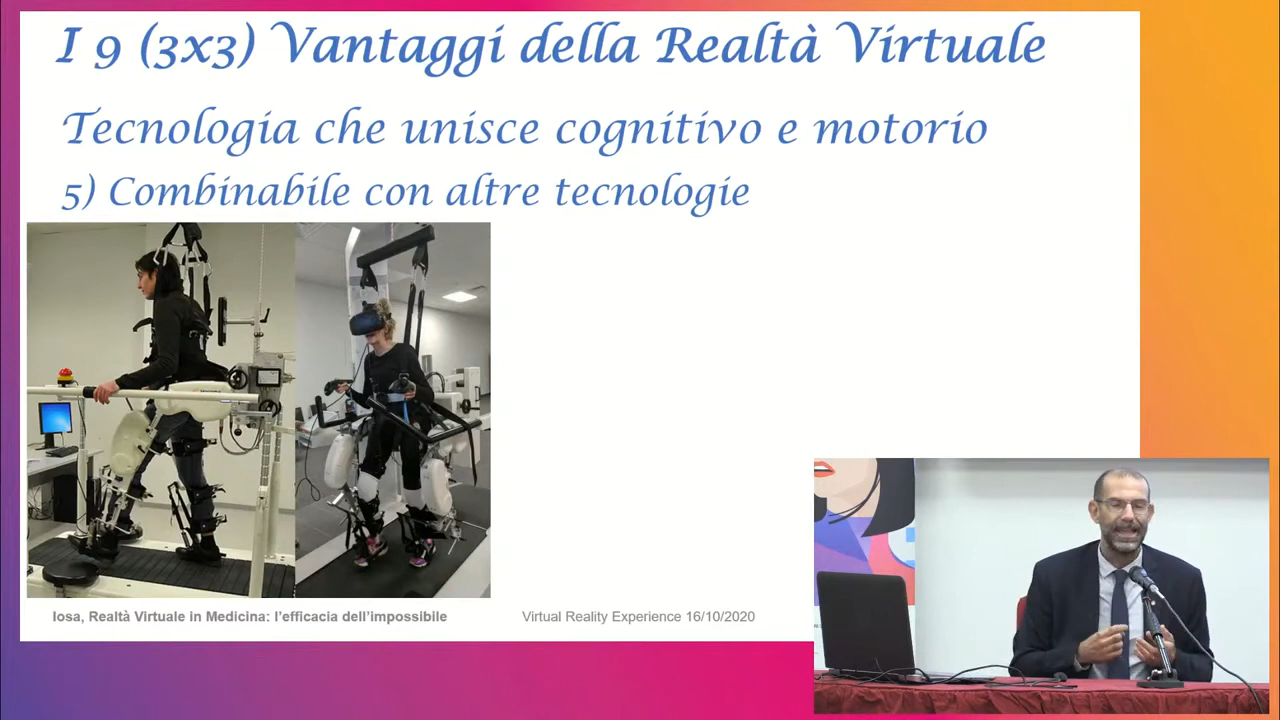 I 9 (3x3) Vantaggi della Realtà Virtuale
Tecnologia che unisce cognitivo e motorio
5) Combinabile con altre tecnologie
Iosa, Realtà Virtuale in Medicina: l'efficacia dell'impossibile
Virtual Reality Experience 16/10/2020